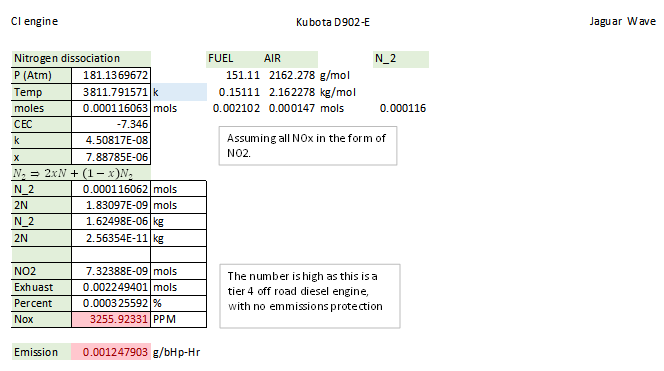 CI engine Kubota D902-E Jaguar Wave
Nitrogen dissociation FUEL AIR N_2
P (Atm) 181.1369672 151.11 2162.278 g/mol
Temp 3811.791571 k 0.15111 2.162278 kg/mol
moles 0.000116063 mols 0.002102 0.000147 mols 0.000116
CEC -7.346
k 4.50817E-08
x 7.88785E-06
Assuming all NOx in the form of
NO2.
N₂ ⇒ 2xN + (1 − x)N₂
N_2 0.000116062 mols
2N 1.83097E-09 mols
N_2 1.62498E-06 kg
2N 2.56354E-11 kg
NO2 7.32388E-09 mols
Exhuast 0.002249401 mols
Percent 0.000325592 %
Nox 3255.92331 PPM
The number is high as this is a
tier 4 off road diesel engine,
with no emmissions protection
Emission 0.001247903 g/bHp-Hr